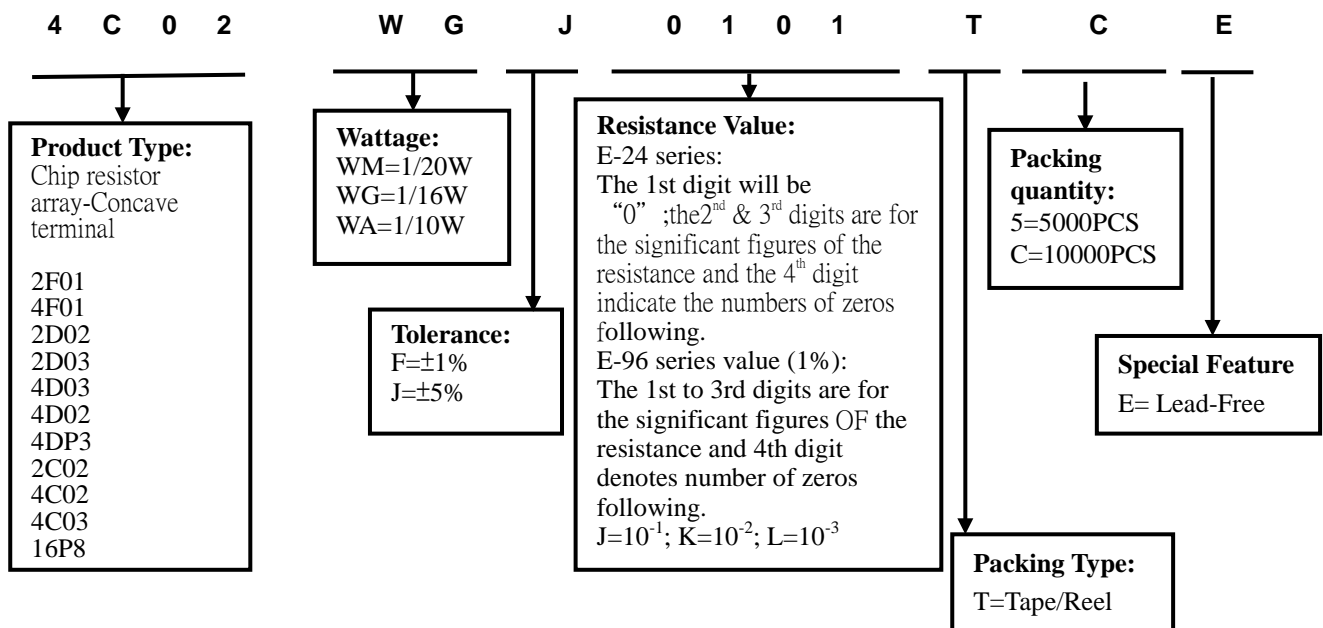 4 C 0 2 W G J 0 1 0 1 T C E
Product Type:
Chip resistor
array-Concave
terminal
2F01
4F01
2D02
2D03
4D03
4D02
4DP3
2C02
4C02
4C03
16P8
Wattage:
WM=1/20W
WG=1/16W
WA=1/10W
Tolerance:
F=±1%
J=±5%
Resistance Value:
E-24 series:
The 1st digit will be
“0” ;the2nd & 3rd digits are for
the significant figures of the
resistance and the 4th digit
indicate the numbers of zeros
following.
E-96 series value (1%):
The 1st to 3rd digits are for
the significant figures OF the
resistance and 4th digit
denotes number of zeros
following.
J=10-1; K=10-2; L=10-3
Packing
quantity:
5=5000PCS
C=10000PCS
Special Feature
E= Lead-Free
Packing Type:
T=Tape/Reel